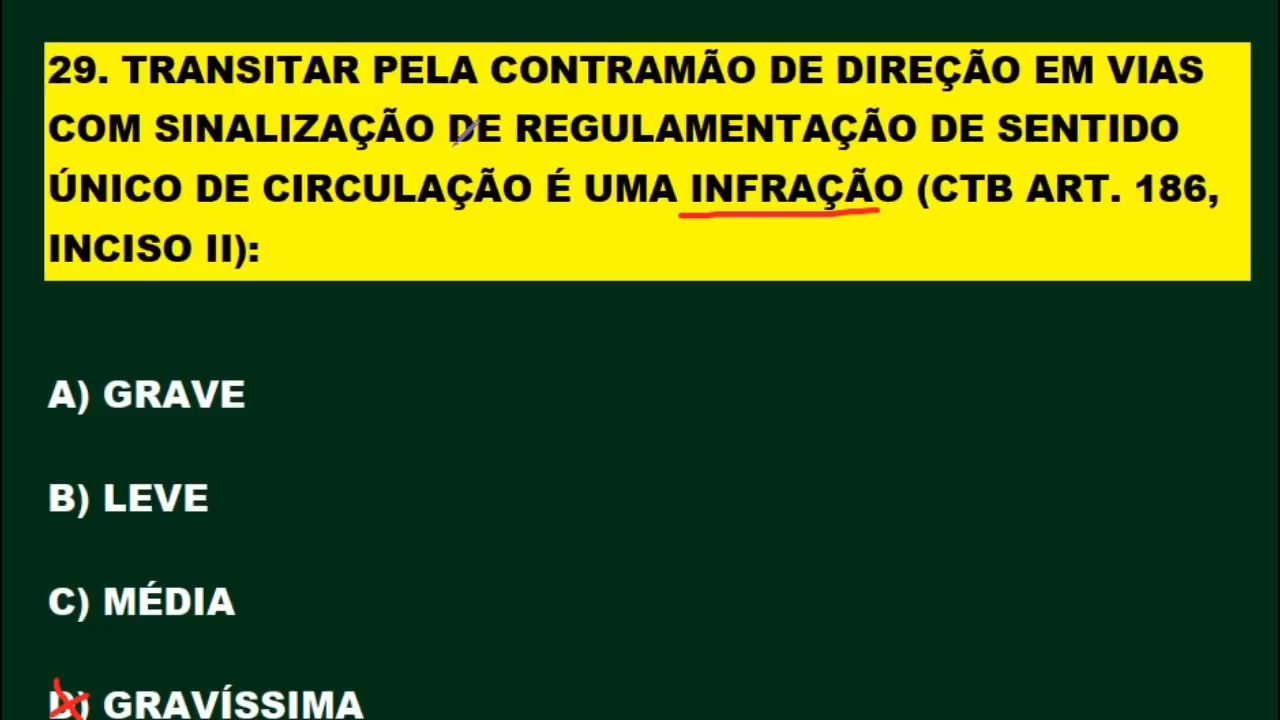 29. TRANSITAR PELA CONTRAMÃO DE DIREÇÃO EM VIAS
COM SINALIZAÇÃO DE REGULAMENTAÇÃO DE SENTIDO
ÚNICO DE CIRCULAÇÃO É UMA INFRAÇÃO (CTB ART. 186,
INCISO II):
A) GRAVE
B) LEVE
C) MÉDIA
D) GRAVÍSSIMA